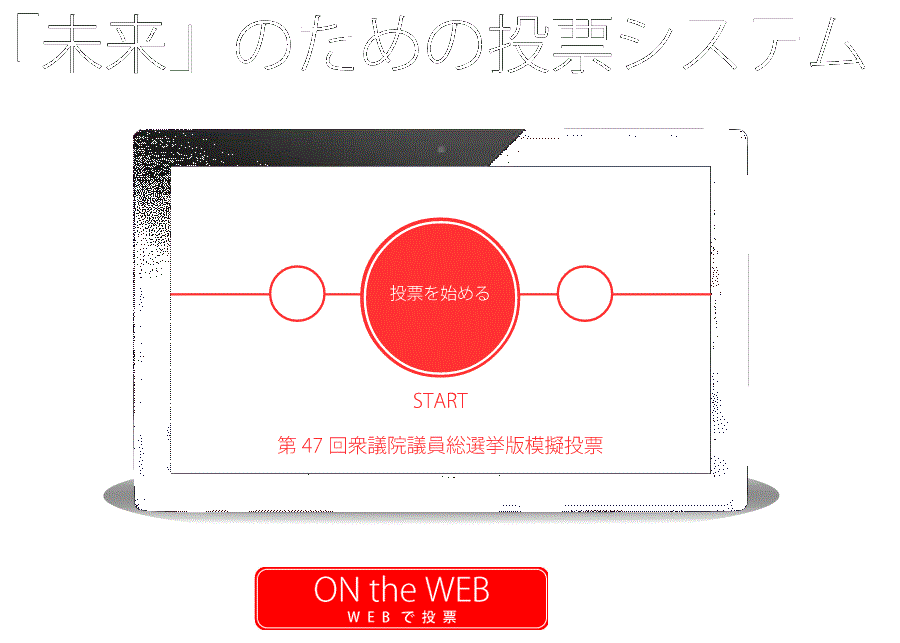 「未来」のための投票システム
投票を始める
START
第 47 回衆議院議員総選挙版模擬投票
ON the WEB
WEBで投票